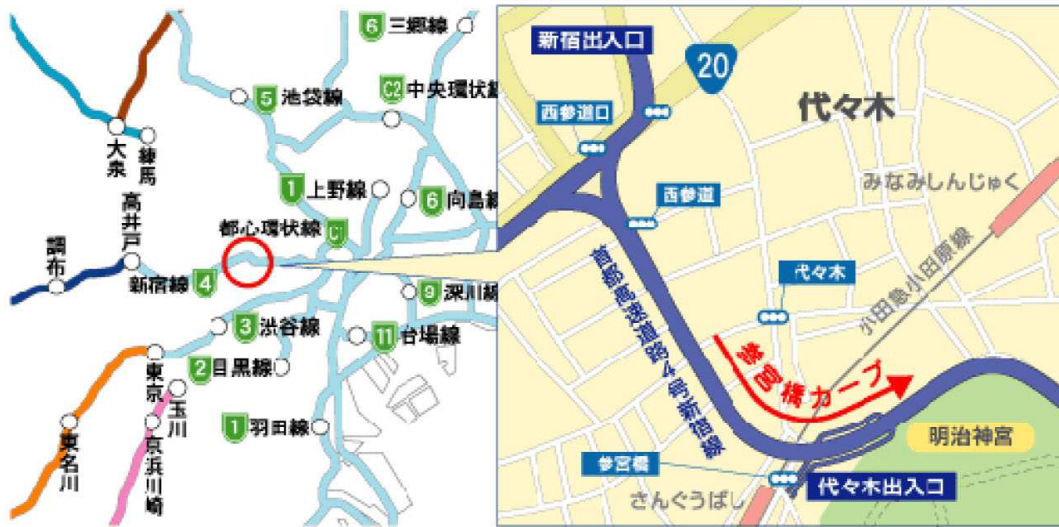 6 三郷線
C2 中央環状線
5 池袋線
大泉
練馬
1 上野線
6 向島線
高井戸
都心環状線 C1
調布
新宿線 4
9 深川線
3 渋谷線
11 台場線
2 目黒線
東京
玉川
1 羽田線
東名川
京浜川崎
新宿出入口
20
西参道口
代々木
みなみしんじゅく
西参道
代々木
小田急小田原線
首都高速道路4号新宿線
参宮橋カーブ
明治神宮
参宮橋
さんぐうばし
代々木出入口